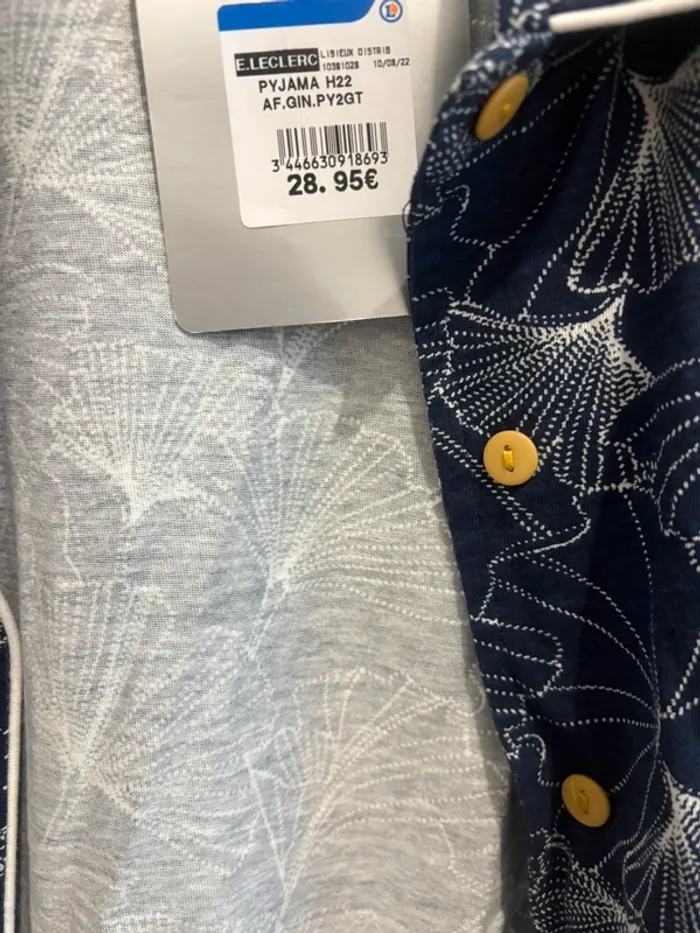 E.LECLERC LISIEUX DISTRIB
10381028 10/08/22
PYJAMA H22
AF.GIN.PY2GT
3 446630 918693
28.95€